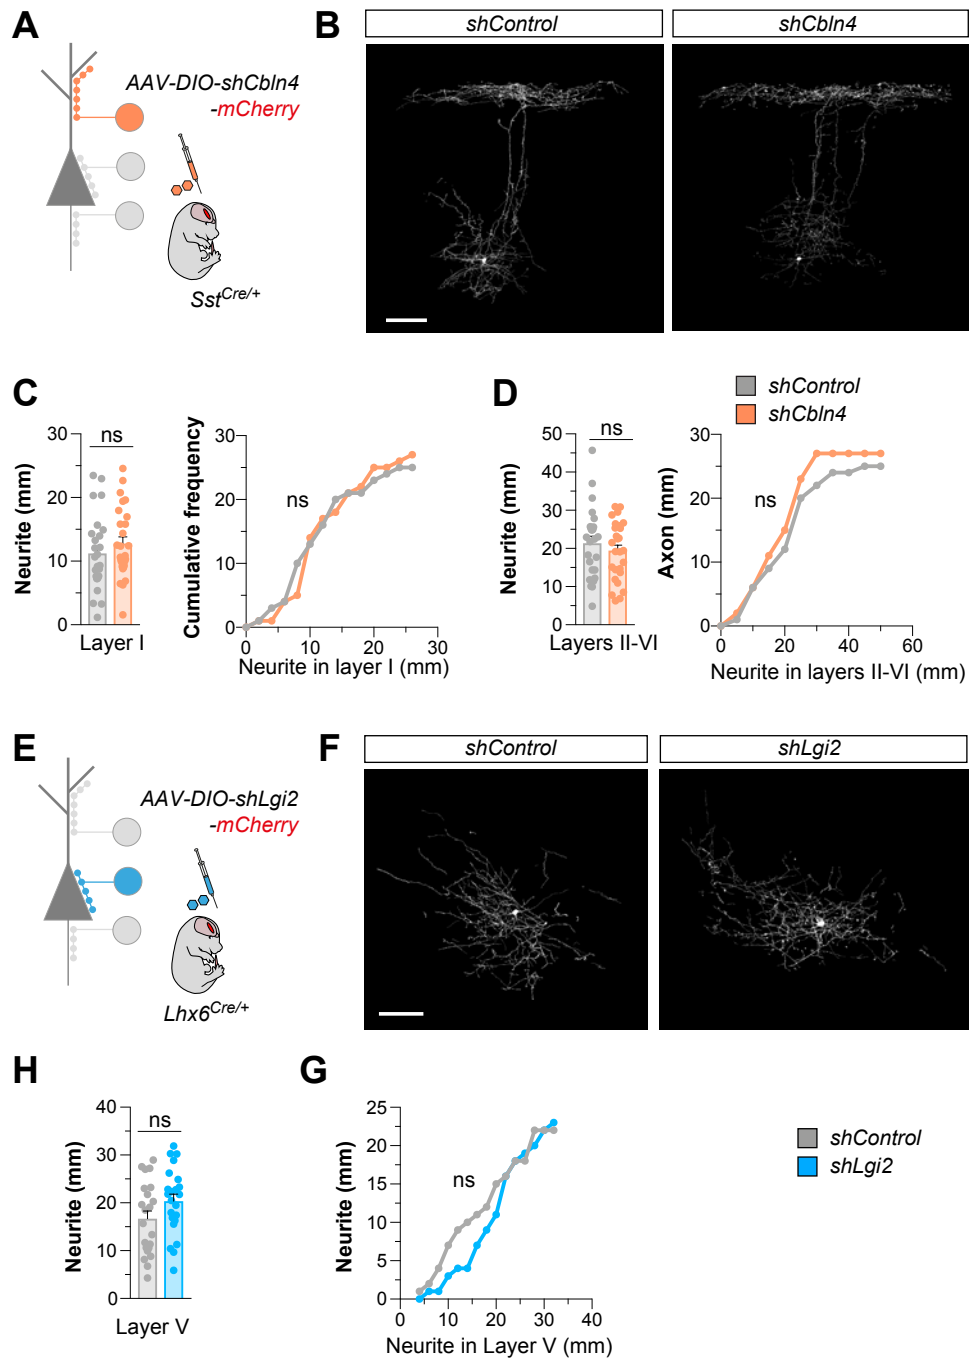 A
AAV-DIO-shCbln4
-mCherry
Sst^Cre/+
B
shControl
shCbln4
C
30
20
10
0
Neurite (mm)
ns
Layer I
Cumulative frequency
30
20
10
0
ns
0 10 20 30
Neurite in layer I (mm)
D
shControl
shCbln4
50
40
30
20
10
0
Neurite (mm)
ns
Layers II-VI
Axon (mm)
30
20
10
0
ns
0 20 40 60
Neurite in layers II-VI (mm)
E
AAV-DIO-shLgi2
-mCherry
Lhx6^Cre/+
F
shControl
shLgi2
H
40
30
20
10
0
Neurite (mm)
ns
Layer V
G
25
20
15
10
5
0
Neurite (mm)
ns
0 10 20 30 40
Neurite in Layer V (mm)
shControl
shLgi2